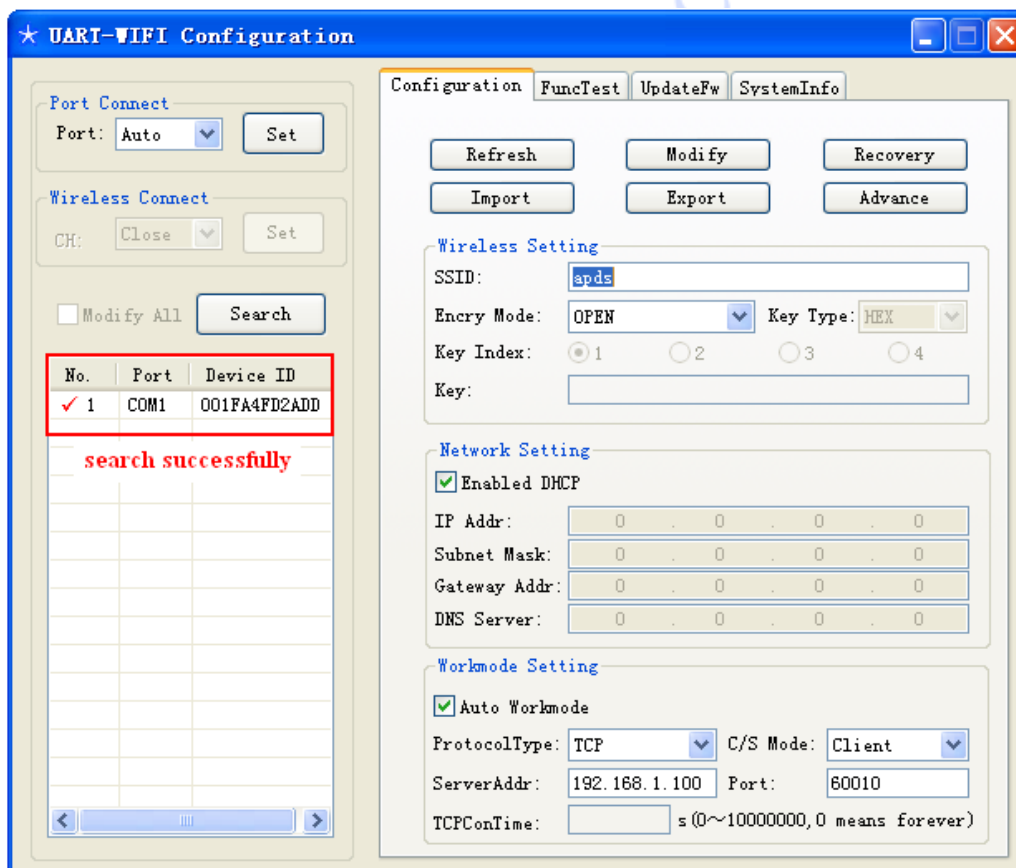 UART-WIFI Configuration
Port Connect
Port: Auto Set
Wireless Connect
CH: Close Set
Modify All Search
No. Port Device ID
1 COM1 001FA4FD2ADD
search successfully
Configuration FuncTest UpdateFw SystemInfo
Refresh Modify Recovery
Import Export Advance
Wireless Setting
SSID: apds
Encry Mode: OPEN Key Type: HEX
Key Index: 1 2 3 4
Key:
Network Setting
Enabled DHCP
IP Addr: 0 . 0 . 0 . 0
Subnet Mask: 0 . 0 . 0 . 0
Gateway Addr: 0 . 0 . 0 . 0
DNS Server: 0 . 0 . 0 . 0
Workmode Setting
Auto Workmode
ProtocolType: TCP C/S Mode: Client
ServerAddr: 192.168.1.100 Port: 60010
TCPConTime: s(0~10000000,0 means forever)